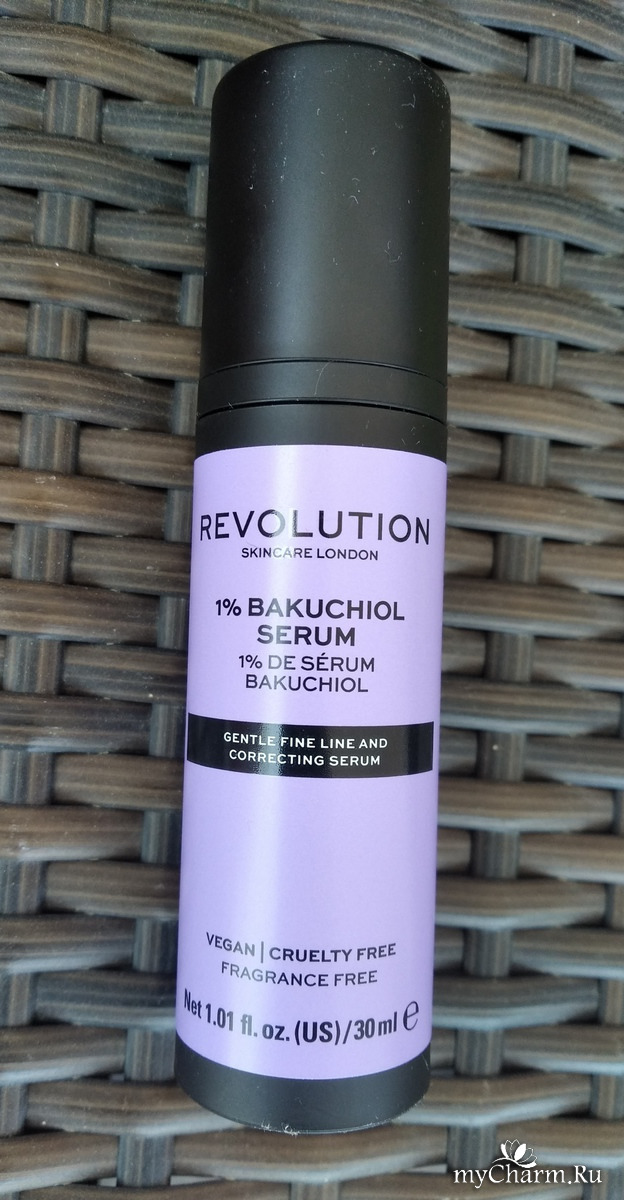 REVOLUTION
SKINCARE LONDON
1% BAKUCHIOL
SERUM
1% DE SÉRUM
BAKUCHIOL
GENTLE FINE LINE AND
CORRECTING SERUM
VEGAN | CRUELTY FREE
FRAGRANCE FREE
Net 1.01 fl. oz. (US)/30ml ℮
myCharm.Ru